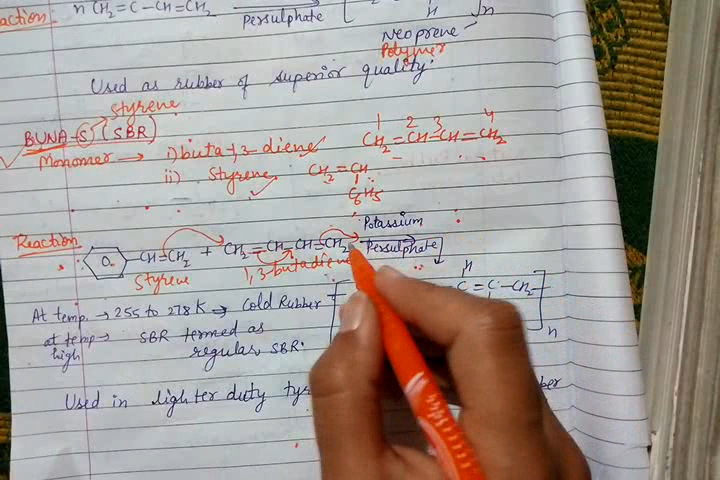 action:
n CH₂=C-CH=CH₂
Persulphate
H
n
Neoprene
Polymer
Used as rubber of superior quality.
Styrene
BUNA-S (SBR)
Monomer → i) buta-1,3-diene
1 2 3 4
CH₂=CH-CH=CH₂
ii) Styrene
CH₂=CH
C₆H₅
Reaction
CH=CH₂ + CH₂=CH-CH=CH₂
Potassium
Persulphate
Styrene
1,3-butadiene
H
C=C-CH₂
n
At temp. → 255 to 278 K ⇒ Cold Rubber
at temp → SBR termed as
high
regular SBR.
Used in lighter duty